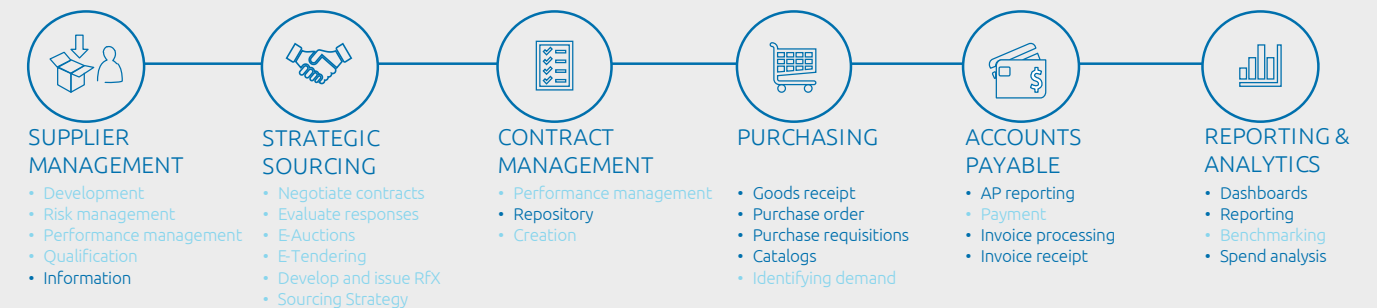 SUPPLIER
MANAGEMENT
• Development
• Risk management
• Performance management
• Qualification
• Information
STRATEGIC
SOURCING
• Negotiate contracts
• Evaluate responses
• E-Auctions
• E-Tendering
• Develop and issue RfX
• Sourcing Strategy
CONTRACT
MANAGEMENT
• Performance management
• Repository
• Creation
PURCHASING
• Goods receipt
• Purchase order
• Purchase requisitions
• Catalogs
• Identifying demand
$
ACCOUNTS
PAYABLE
• AP reporting
• Payment
• Invoice processing
• Invoice receipt
REPORTING &
ANALYTICS
• Dashboards
• Reporting
• Benchmarking
• Spend analysis